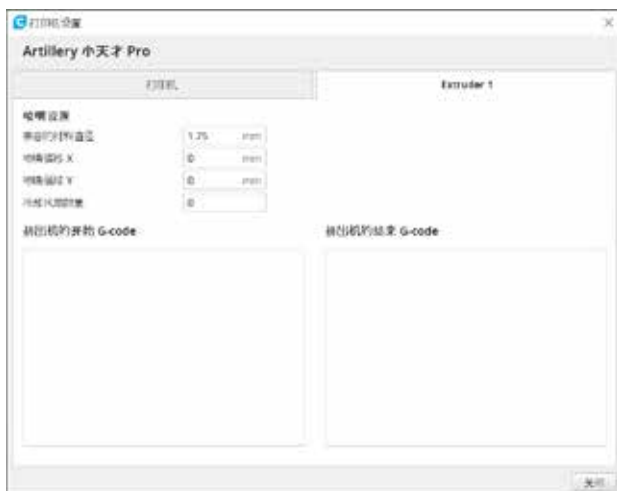 打印机设置
Artillery 小天才 Pro
打印机
Extruder 1
喷嘴设置
兼容的材料直径 1.75 mm
喷嘴偏移 X 0 mm
喷嘴偏移 Y 0 mm
冷却风扇数量 0
挤出机的开始 G-code
挤出机的结束 G-code
关闭